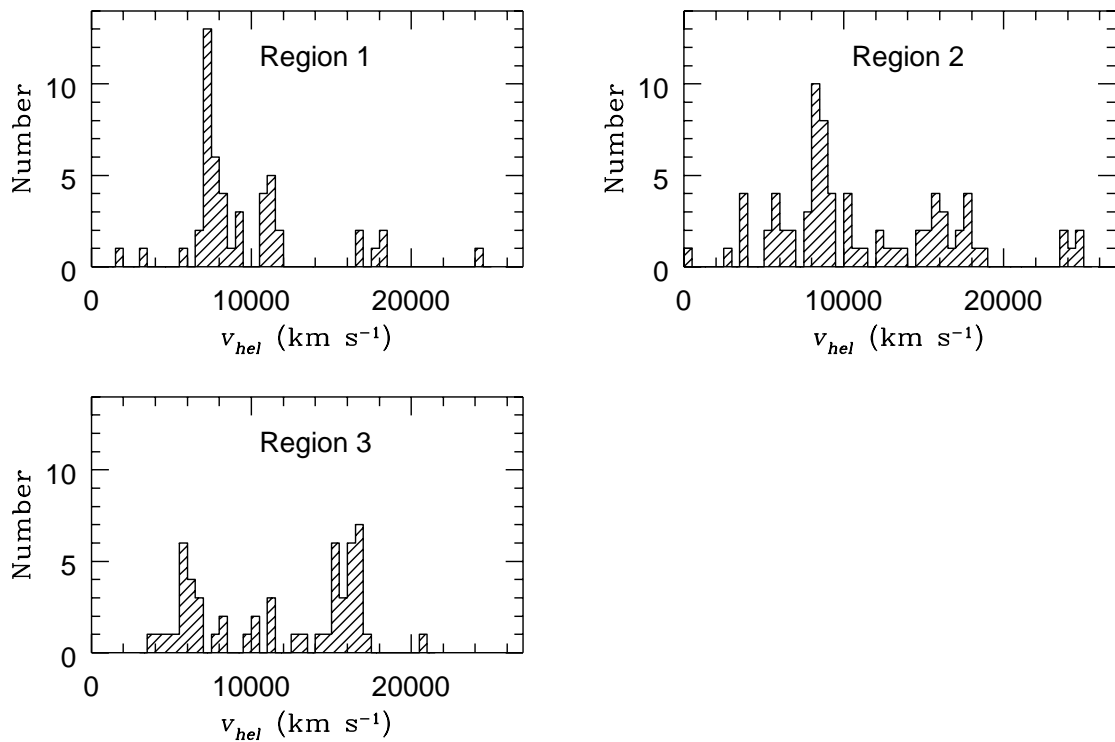 Region 1
Number
10
5
0
0 10000 20000
v_hel (km s⁻¹)
Region 2
Number
10
5
0
0 10000 20000
v_hel (km s⁻¹)
Region 3
Number
10
5
0
0 10000 20000
v_hel (km s⁻¹)